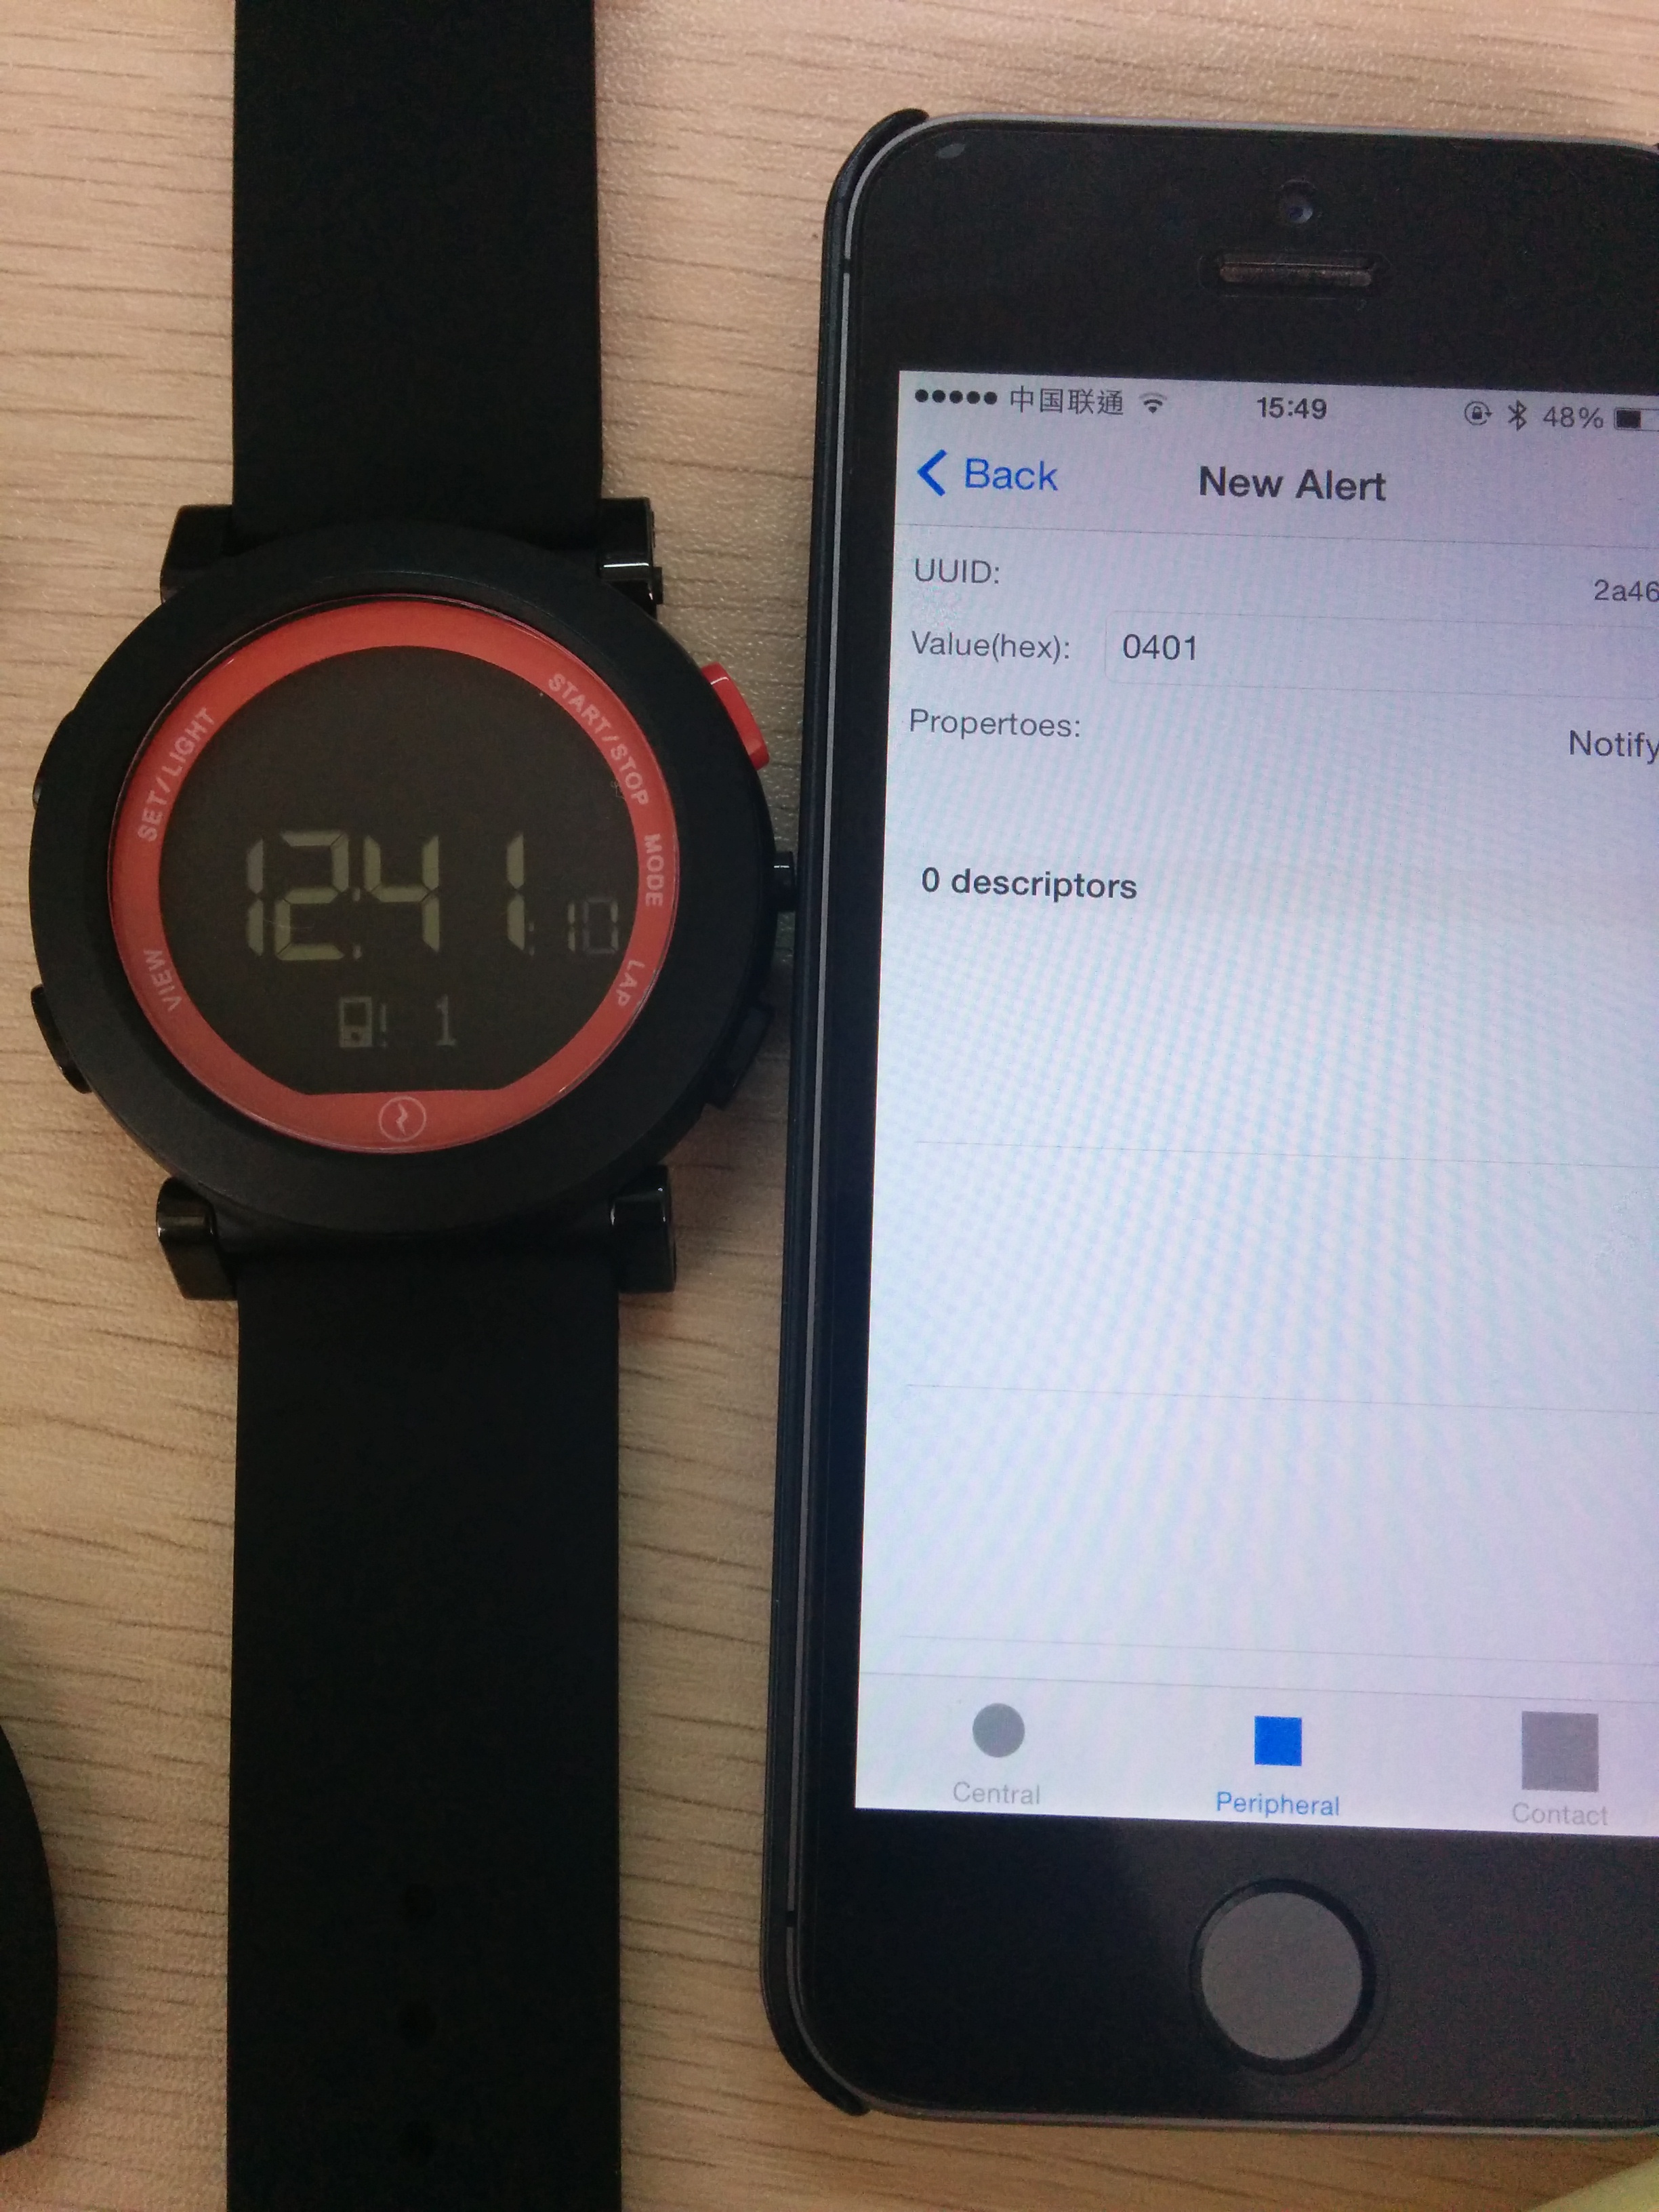 SET/LIGHT
START/STOP
MODE
LAP
VIEW
12:41:10
! 1
中国联通
15:49
48%
Back
New Alert
UUID:
2a46
Value(hex):
0401
Propertoes:
Notify
0 descriptors
Central
Peripheral
Contact